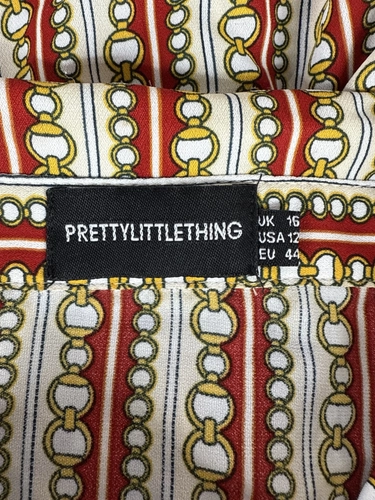 PRETTYLITTLETHING
UK 16
USA 12
EU 44